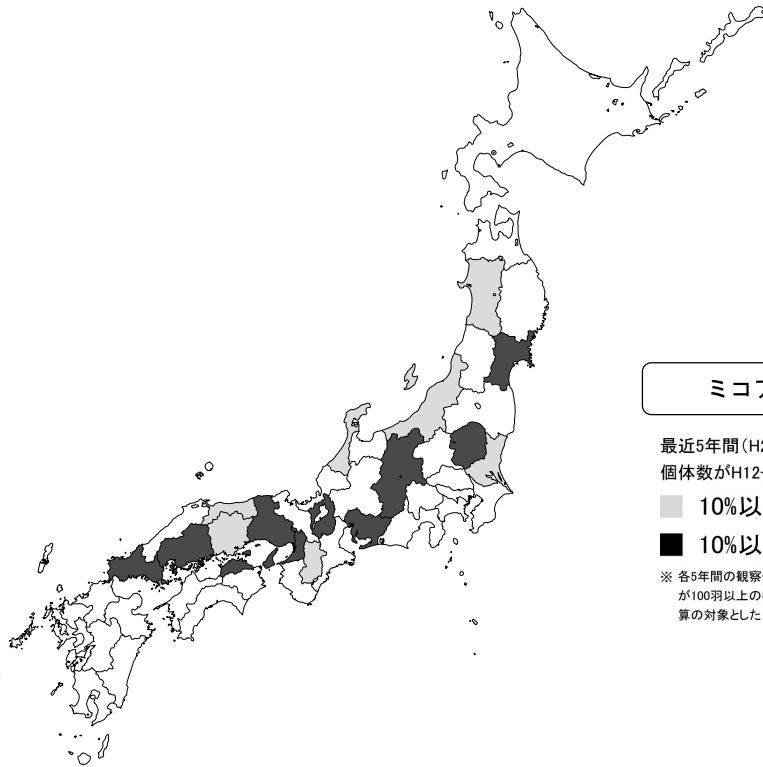 ミコア
最近5年間(H2
個体数がH12-
10%以
10%以
※ 各5年間の観察
が100羽以上の
算の対象とした